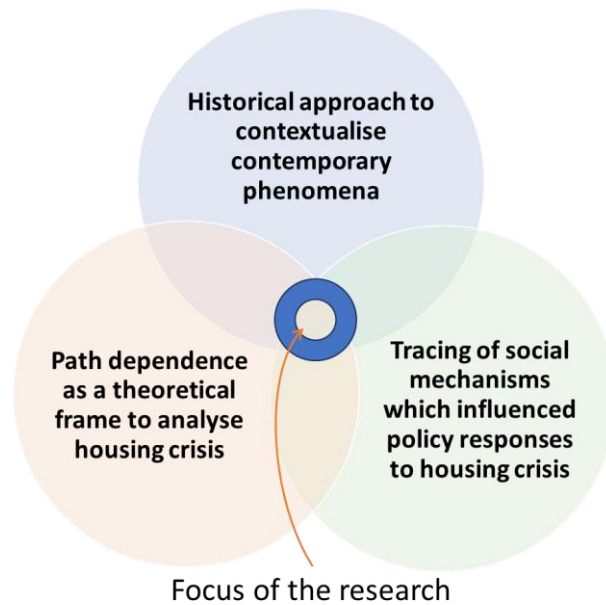 Historical approach to
contextualise
contemporary
phenomena
Path dependence
as a theoretical
frame to analyse
housing crisis
Tracing of social
mechanisms
which influenced
policy responses
to housing crisis
Focus of the research